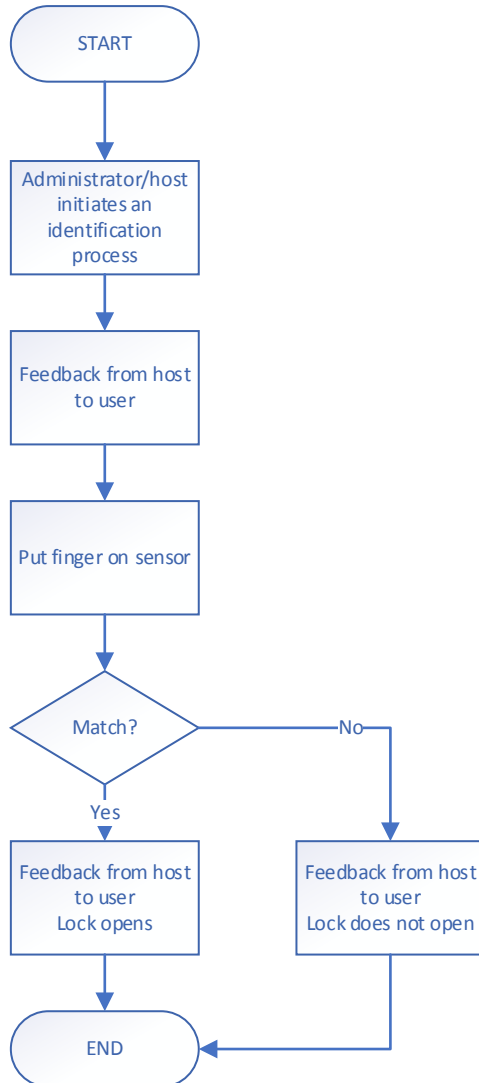 START
Administrator/host
initiates an
identification
process
Feedback from host
to user
Put finger on sensor
Match?
No
Yes
Feedback from host
to user
Lock opens
Feedback from host
to user
Lock does not open
END